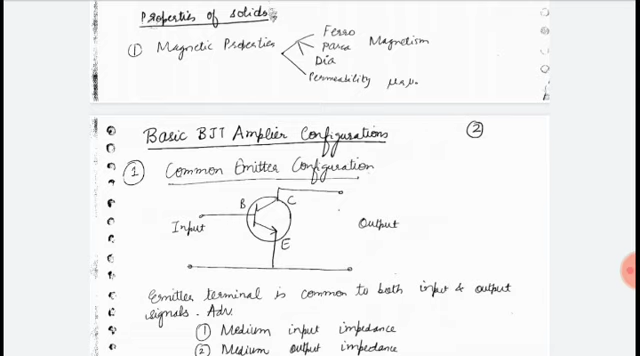 Properties of solids
① Magnetic Properties
Ferro
Para Magnetism
Dia
Permeability
Basic BJT Amplier Configurations
②
① Common Emitter Configuration
B
C
Input
Output
E
Emitter terminal is common to both input & output
signals. Adv.
① Medium input impedance
② Medium output impedance